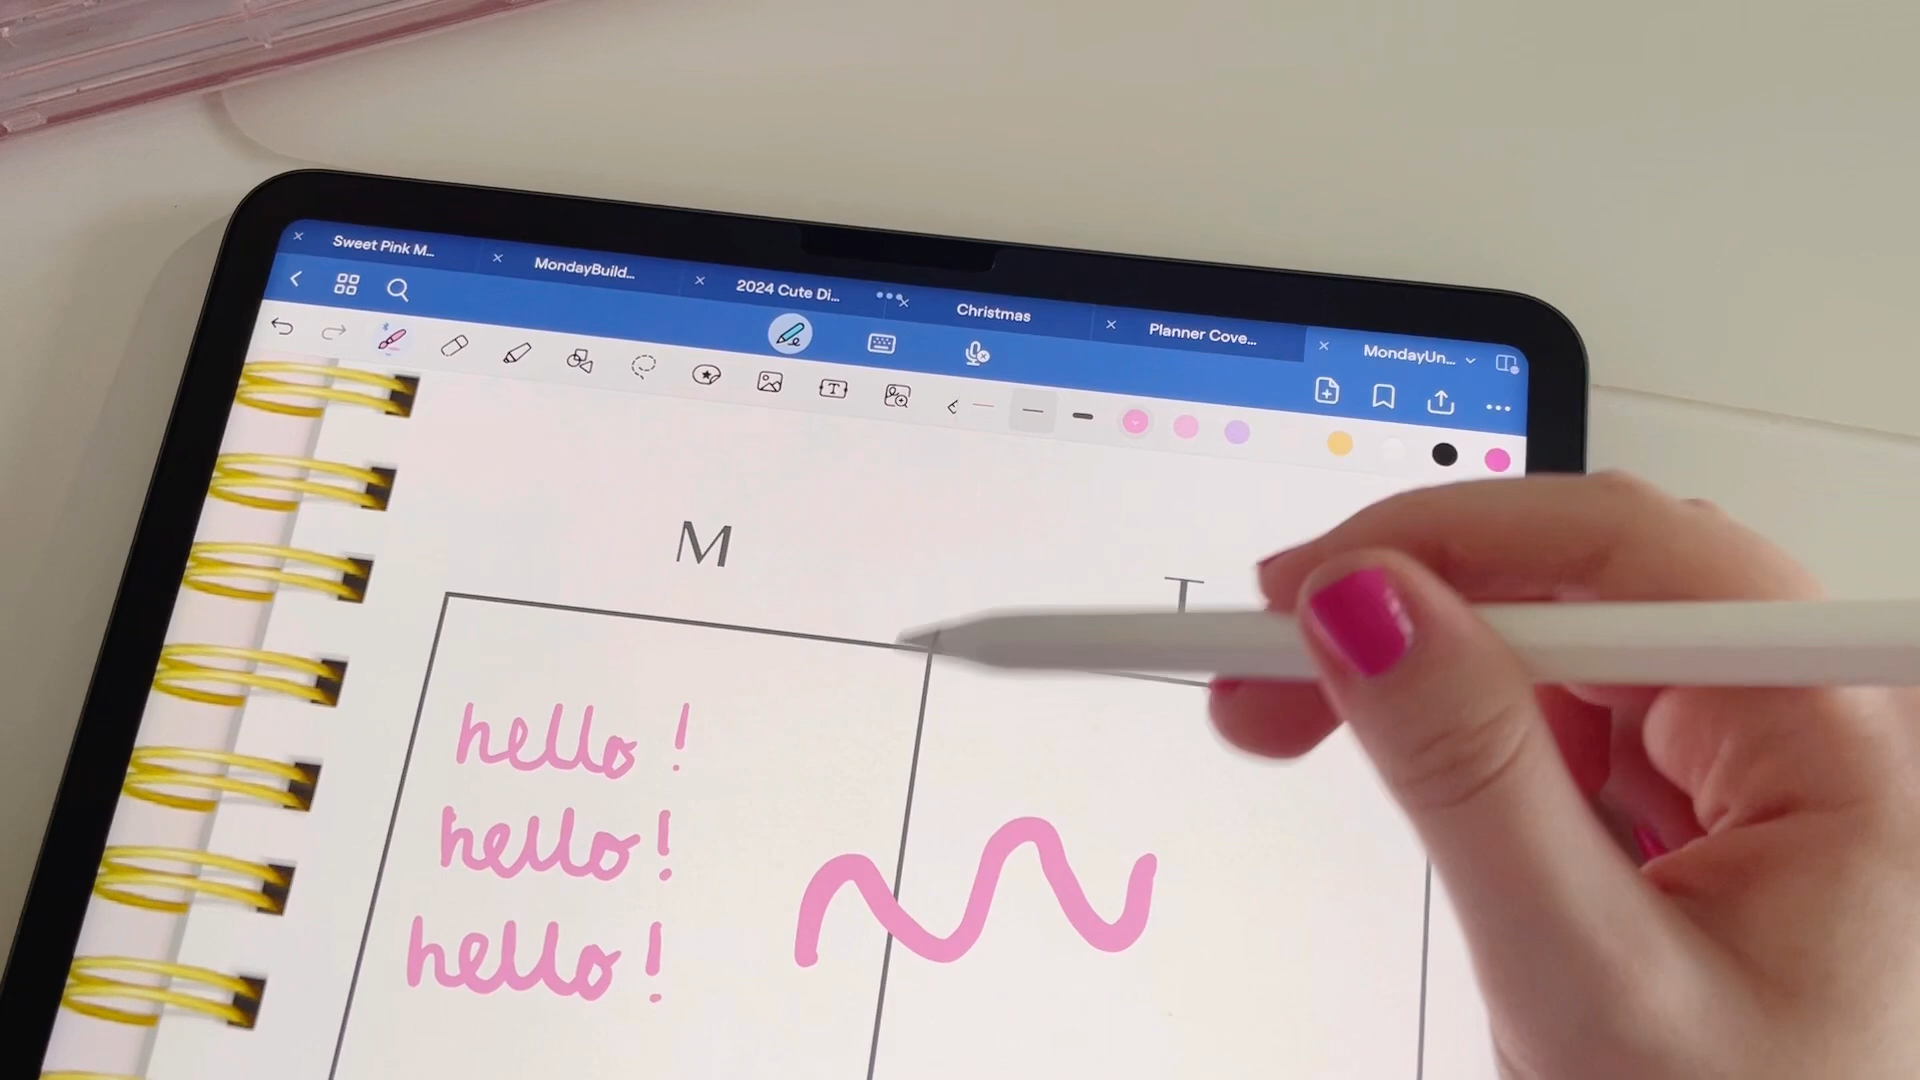 Sweet Pink M...
MondayBuild...
2024 Cute Di...
Christmas
Planner Cove...
MondayUn...
M
T
hello !
hello !
hello !